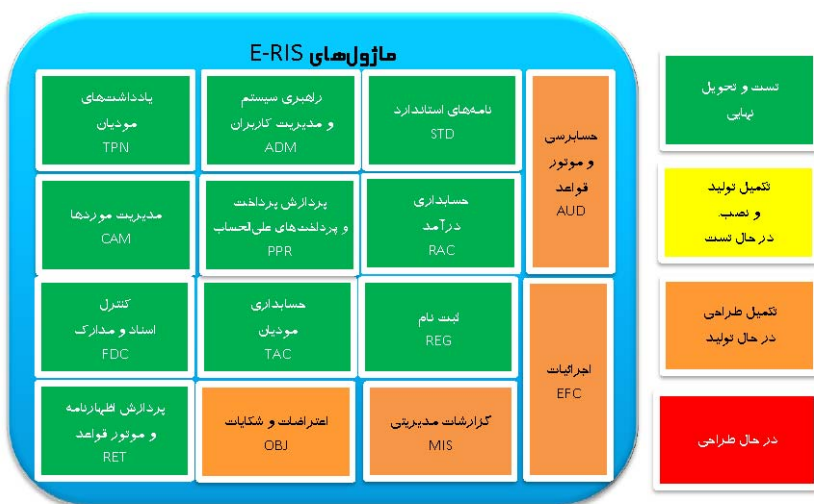 ماژول‌های E-RIS
حسابرسی
و موتور
قواعد
AUD
نامه‌های استاندارد
STD
راهبری سیستم
و مدیریت کاربران
ADM
یادداشت‌های
مودیان
TPN
حسابداری
درآمد
RAC
پردازش پرداخت
و پرداخت‌های علی‌الحساب
PPR
مدیریت موردها
CAM
اجرائیات
EFC
ثبت نام
REG
حسابداری
مودیان
TAC
کنترل
اسناد و مدارک
FDC
گزارشات مدیریتی
MIS
اعتراضات و شکایات
OBJ
پردازش اظهارنامه
و موتور قواعد
RET
تست و تحویل
نهایی
تکمیل تولید
و نصب
در حال تست
تکمیل طراحی
در حال تولید
در حال طراحی